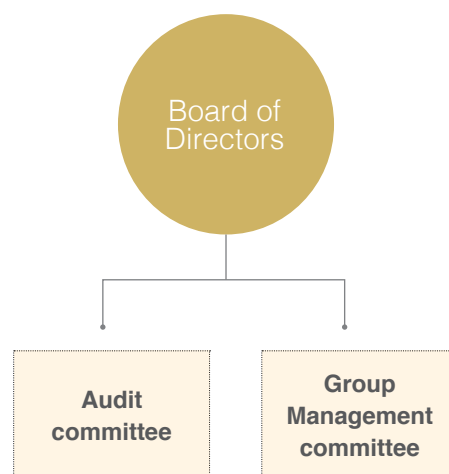 Board of
Directors
Audit
committee
Group
Management
committee